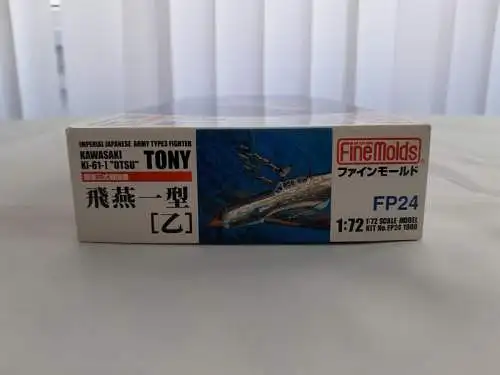 IMPERIAL JAPANESE ARMY TYPE3 FIGHTER
KAWASAKI
Ki-61-I "OTSU" TONY
飛燕一型
[乙]
FineMolds
ファインモールド
FP24
1:72 1/72 SCALE MODEL
KIT No.FP24 1800